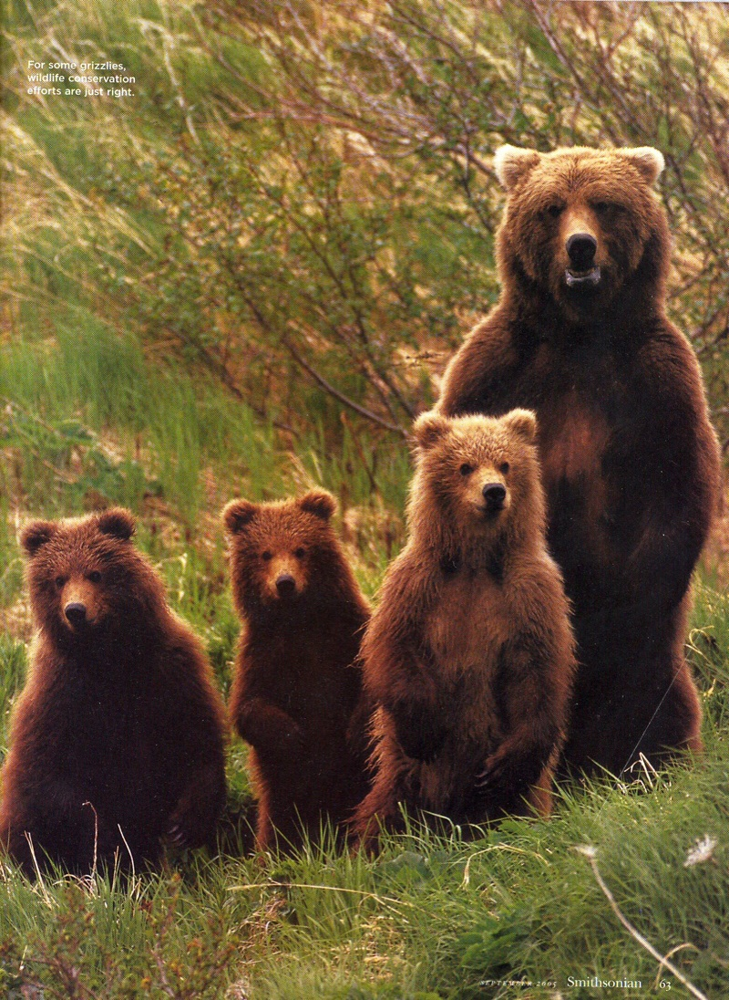 For some grizzlies,
wildlife conservation
efforts are just right.
SEPTEMBER 2005 Smithsonian 63